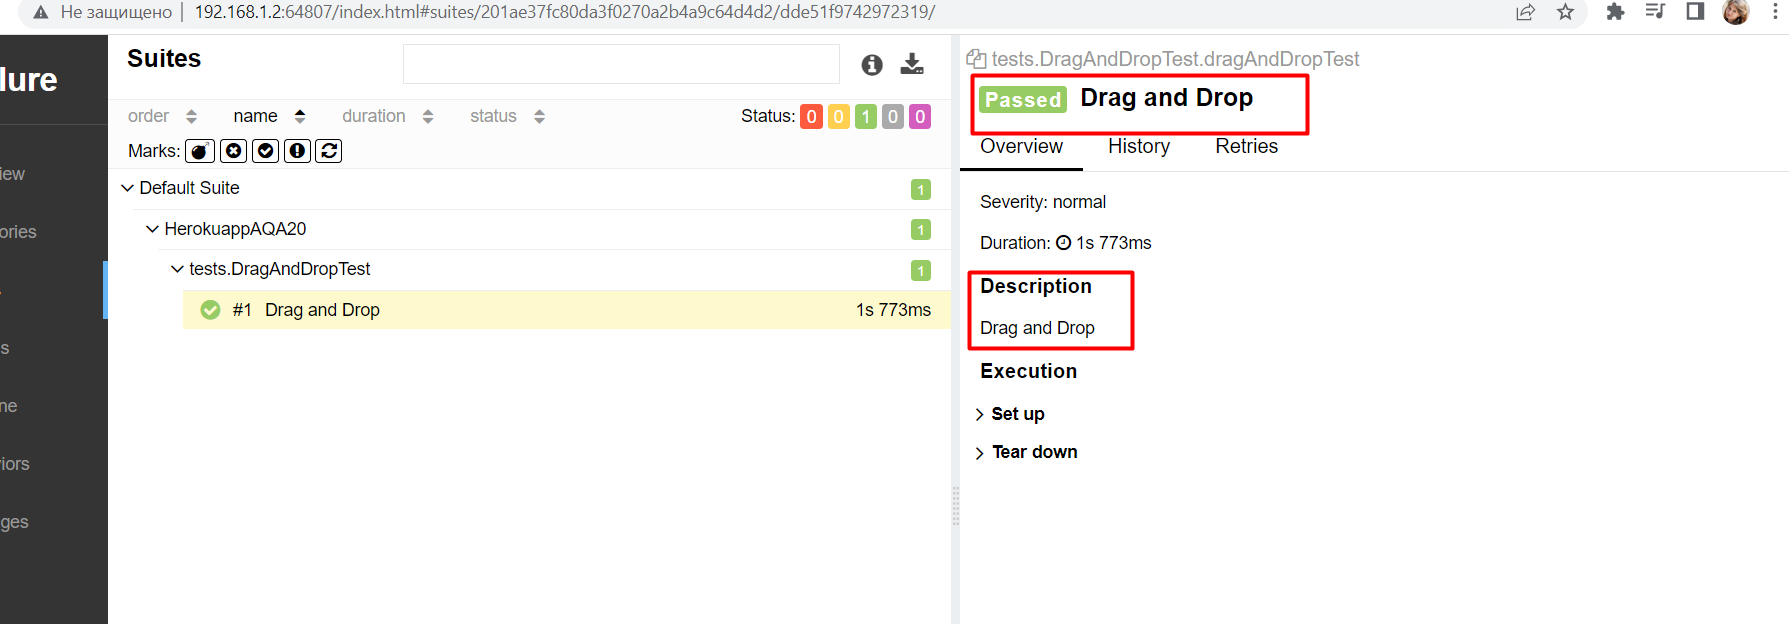 Не защищено 192.168.1.2:64807/index.html#suites/201ae37fc80da3f0270a2b4a9c64d4d2/dde51f9742972319/
lure
iew
ories
s
ne
iors
ges
Suites
order name duration status Status: 0 0 1 0 0
Marks:
Default Suite 1
HerokuappAQA20 1
tests.DragAndDropTest 1
#1 Drag and Drop 1s 773ms
tests.DragAndDropTest.dragAndDropTest
Passed Drag and Drop
Overview History Retries
Severity: normal
Duration: 1s 773ms
Description
Drag and Drop
Execution
Set up
Tear down